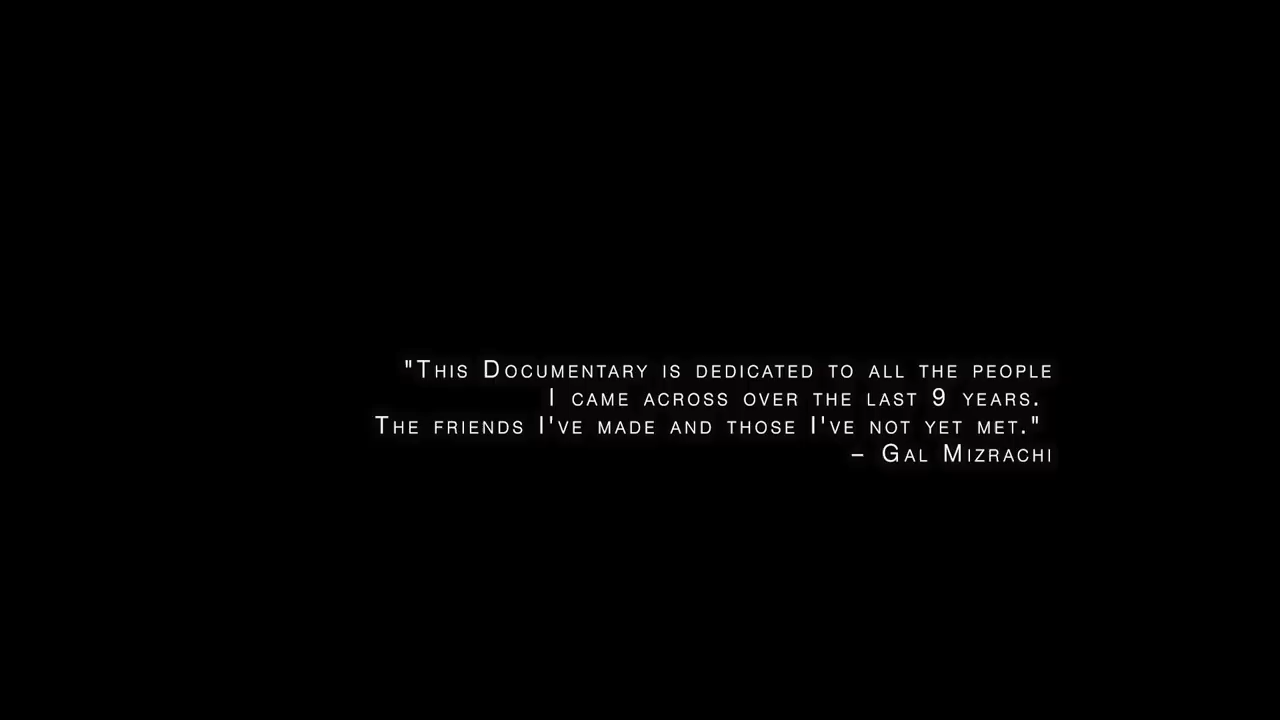 "This Documentary is dedicated to all the people
I came across over the last 9 years.
The friends I've made and those I've not yet met."
– Gal Mizrachi